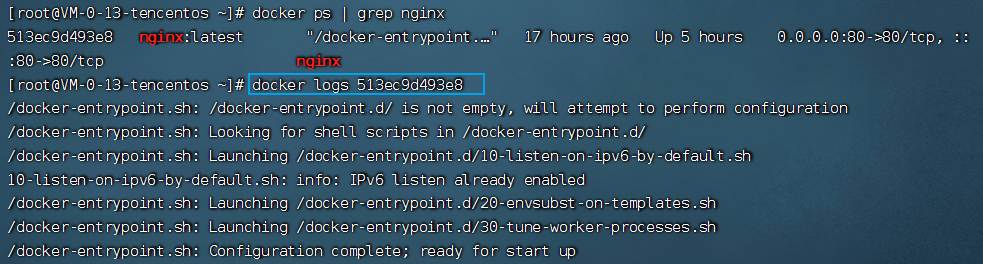 [root@VM-0-13-tencentos ~]# docker ps | grep nginx
513ec9d493e8   nginx:latest        "/docker-entrypoint.…"   17 hours ago   Up 5 hours    0.0.0.0:80->80/tcp, ::
:80->80/tcp                        nginx
[root@VM-0-13-tencentos ~]# docker logs 513ec9d493e8
/docker-entrypoint.sh: /docker-entrypoint.d/ is not empty, will attempt to perform configuration
/docker-entrypoint.sh: Looking for shell scripts in /docker-entrypoint.d/
/docker-entrypoint.sh: Launching /docker-entrypoint.d/10-listen-on-ipv6-by-default.sh
10-listen-on-ipv6-by-default.sh: info: IPv6 listen already enabled
/docker-entrypoint.sh: Launching /docker-entrypoint.d/20-envsubst-on-templates.sh
/docker-entrypoint.sh: Launching /docker-entrypoint.d/30-tune-worker-processes.sh
/docker-entrypoint.sh: Configuration complete; ready for start up